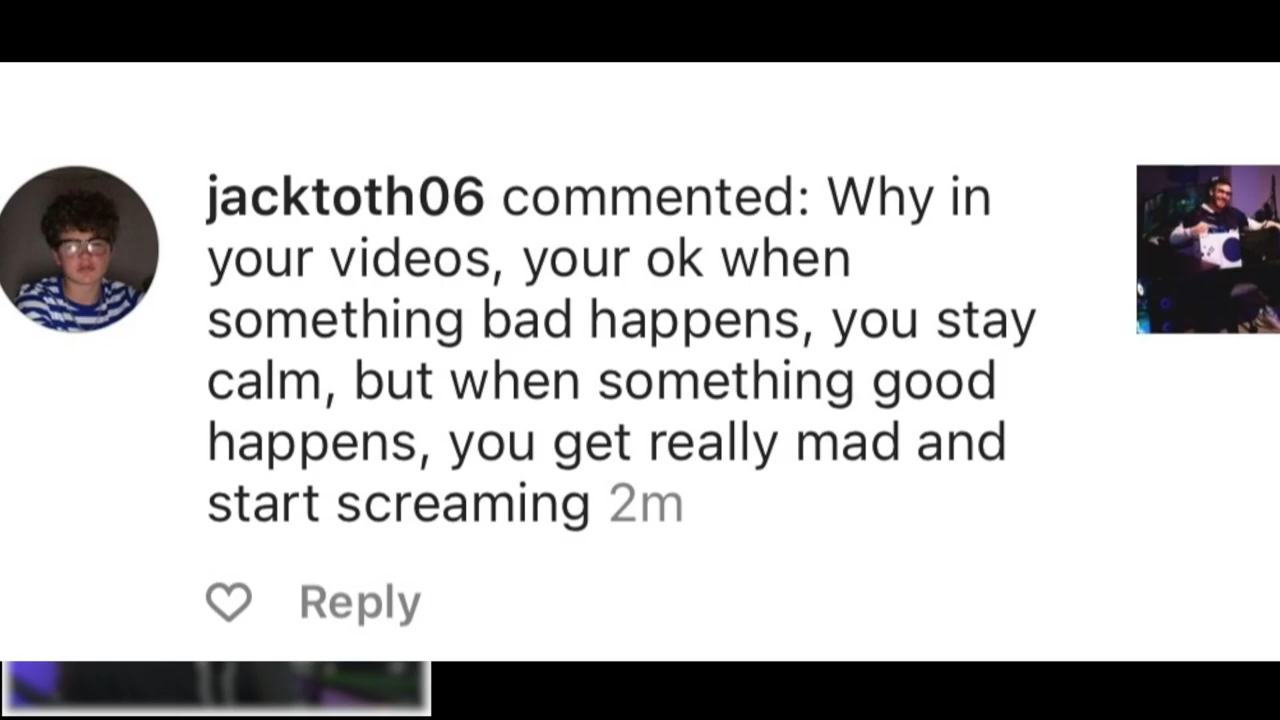 jacktoth06 commented: Why in
your videos, your ok when
something bad happens, you stay
calm, but when something good
happens, you get really mad and
start screaming 2m
Reply